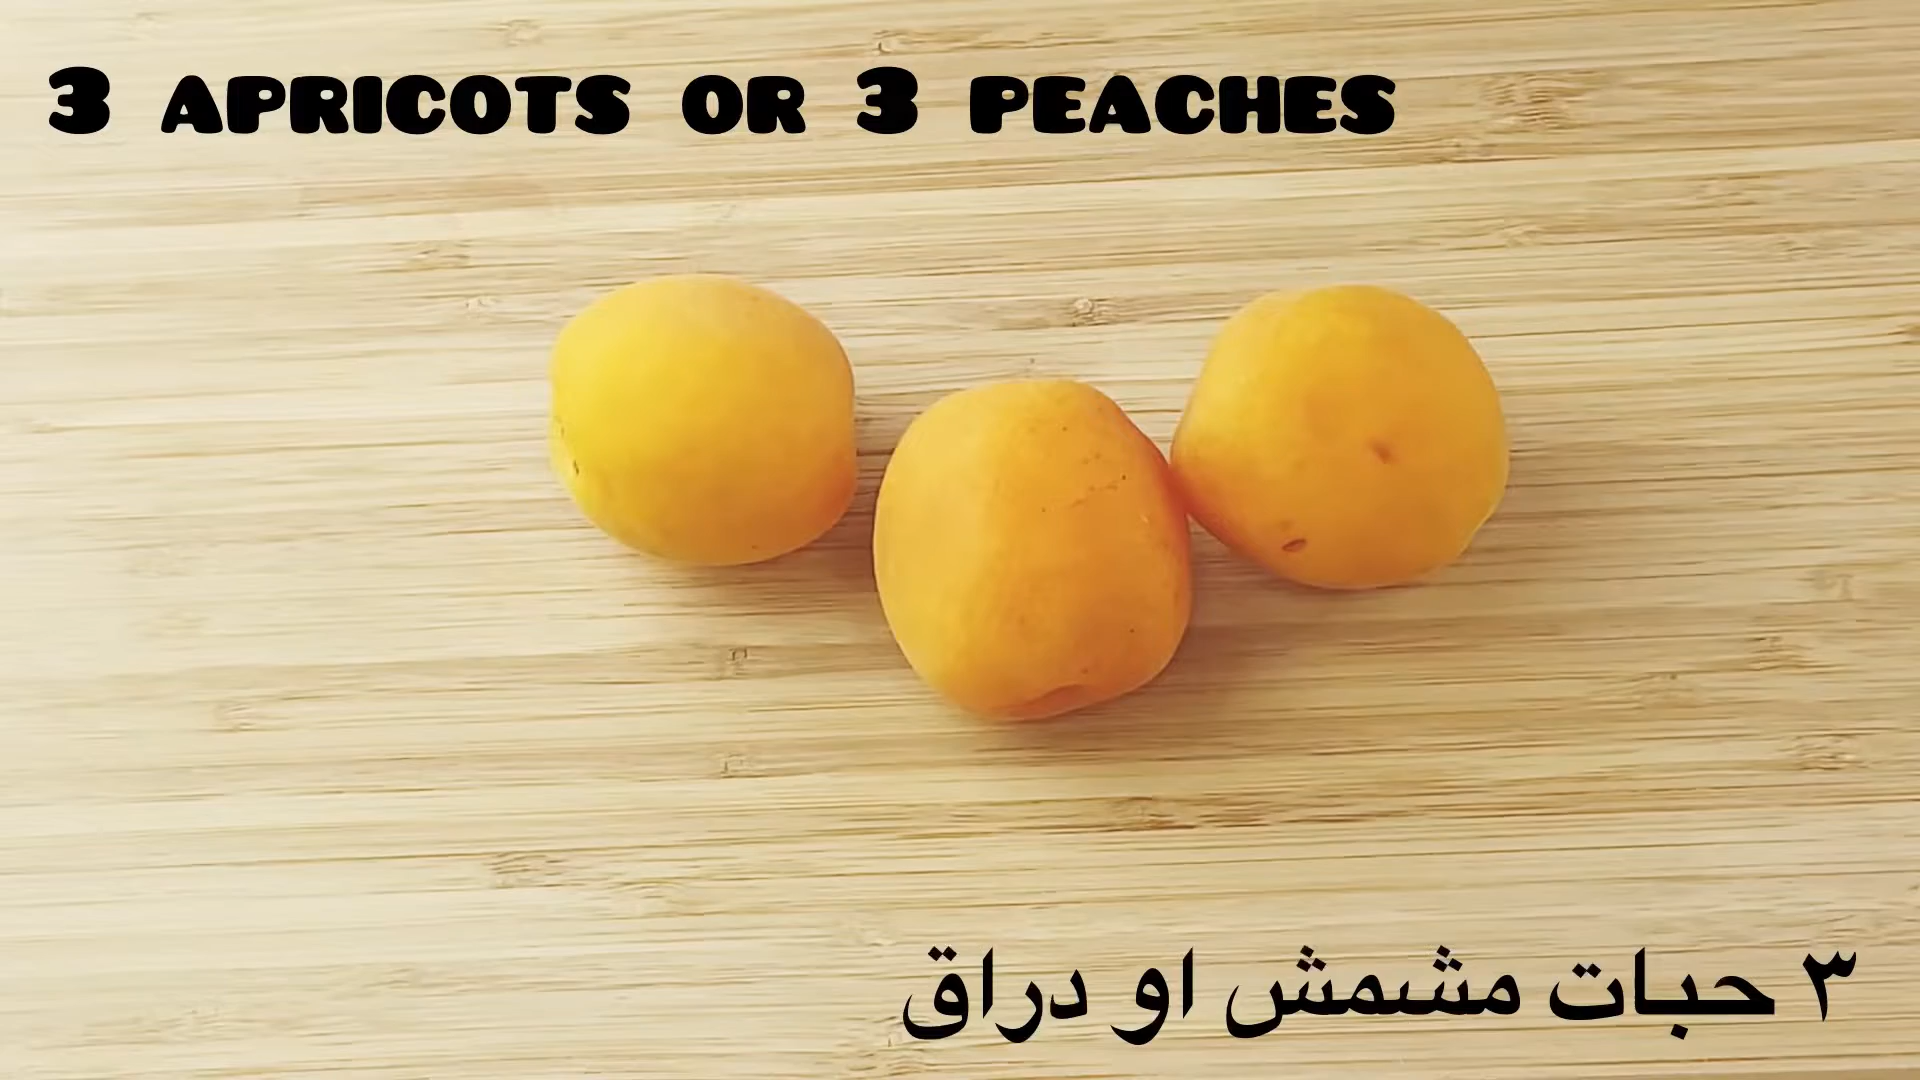 3 APRICOTS OR 3 PEACHES
٣ حبات مشمش او دراق